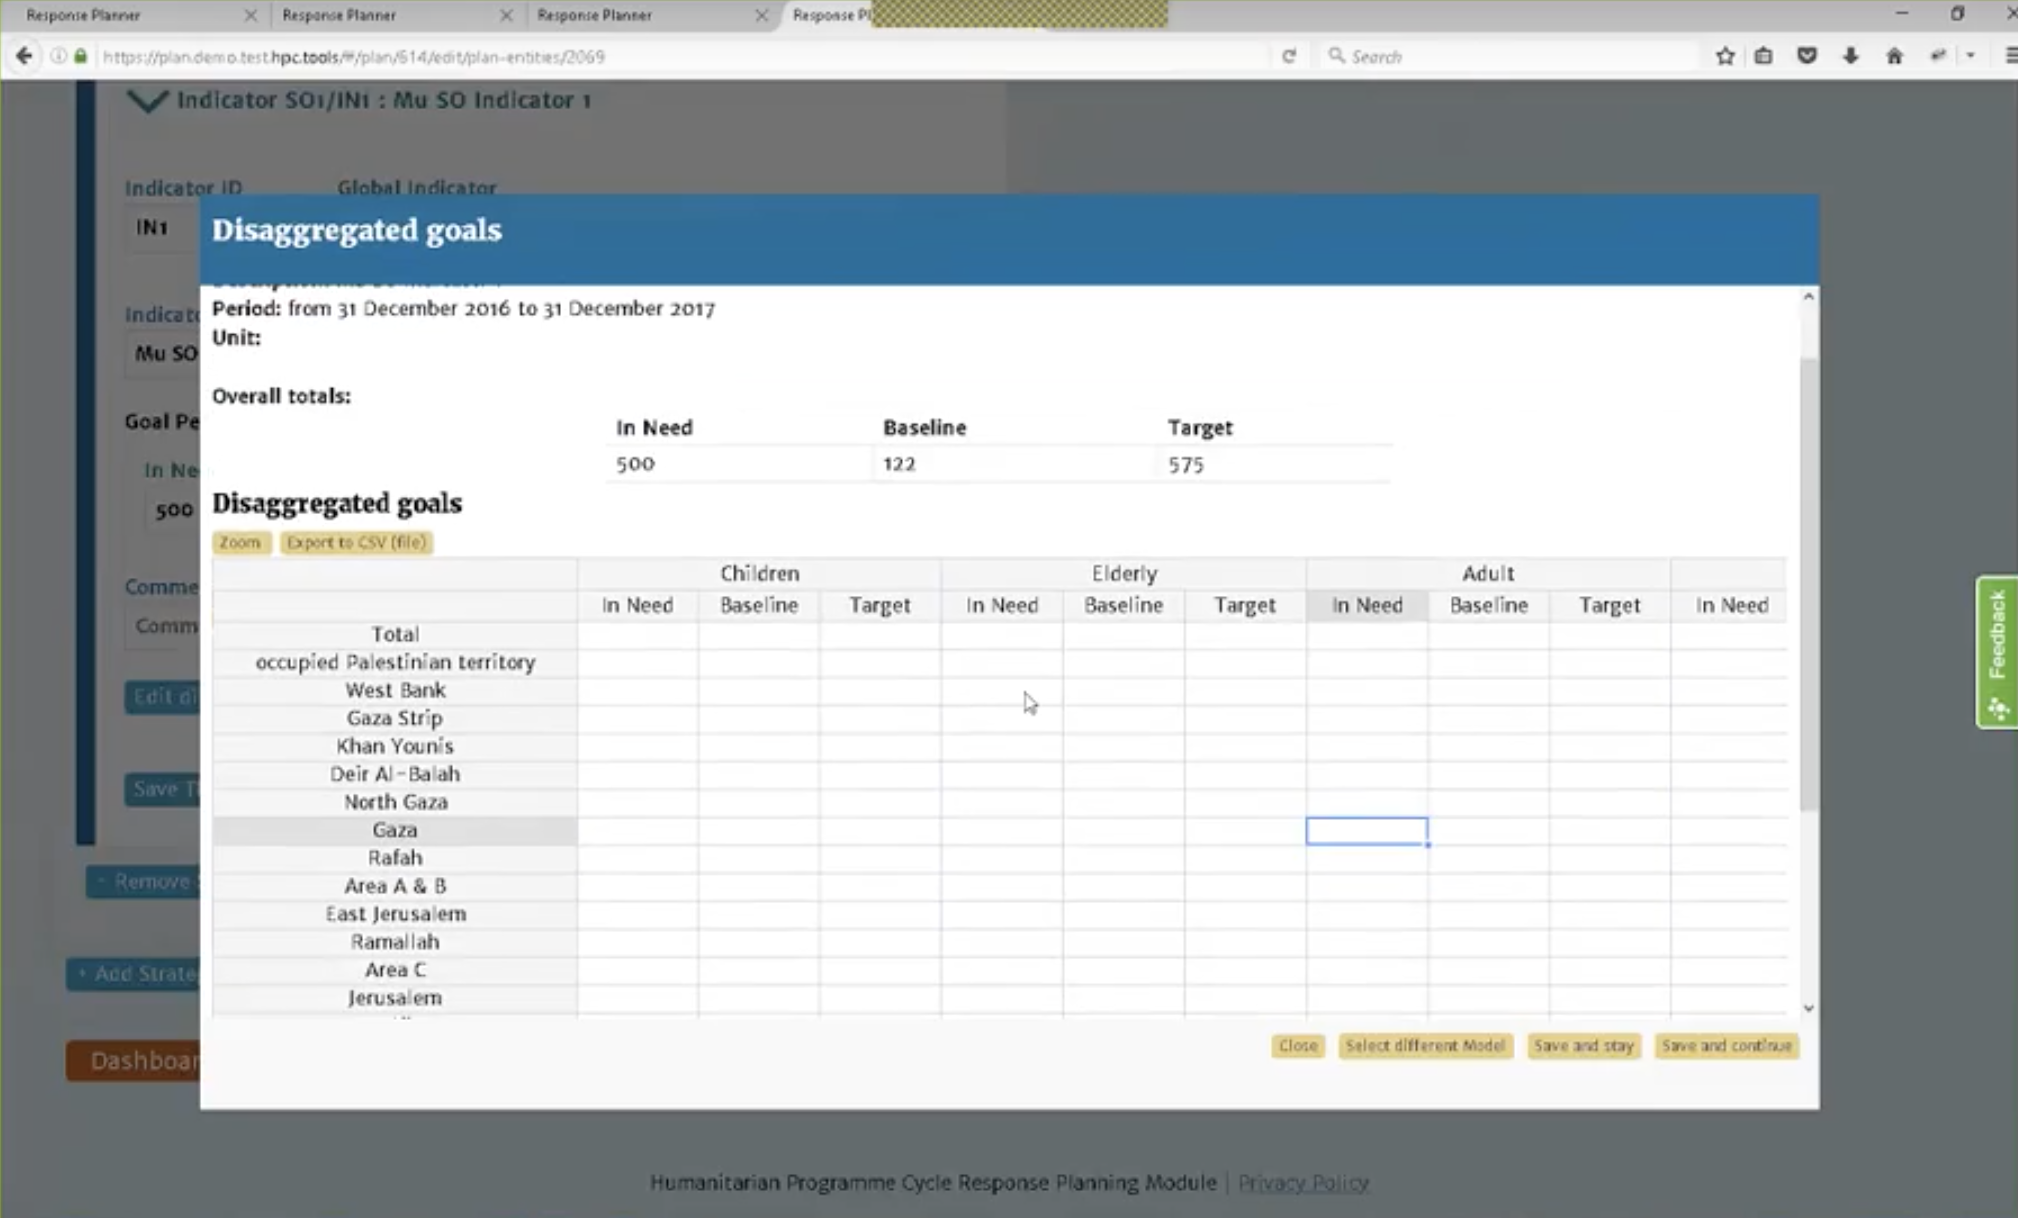 Response Planner
Response Planner
Response Planner
Response Pl
https://plan.demo.test.hpc.tools/#/plan/614/edit/plan-entities/2069
Search
Indicator SO1/IN1 : Mu SO Indicator 1
Indicator ID Global Indicator
IN1
Indicat
Mu SO
Goal Pe
In Ne
500
Comme
Comm
Edit di
Save T
- Remove
+ Add Strate
Dashboar
Disaggregated goals
Period: from 31 December 2016 to 31 December 2017
Unit:
Overall totals:
In Need Baseline Target
500 122 575
Disaggregated goals
Zoom Export to CSV (file)
Children Elderly Adult
In Need Baseline Target In Need Baseline Target In Need Baseline Target In Need
Total
occupied Palestinian territory
West Bank
Gaza Strip
Khan Younis
Deir Al-Balah
North Gaza
Gaza
Rafah
Area A & B
East Jerusalem
Ramallah
Area C
Jerusalem
Close Select different Model Save and stay Save and continue
Feedback
Humanitarian Programme Cycle Response Planning Module | Privacy Policy